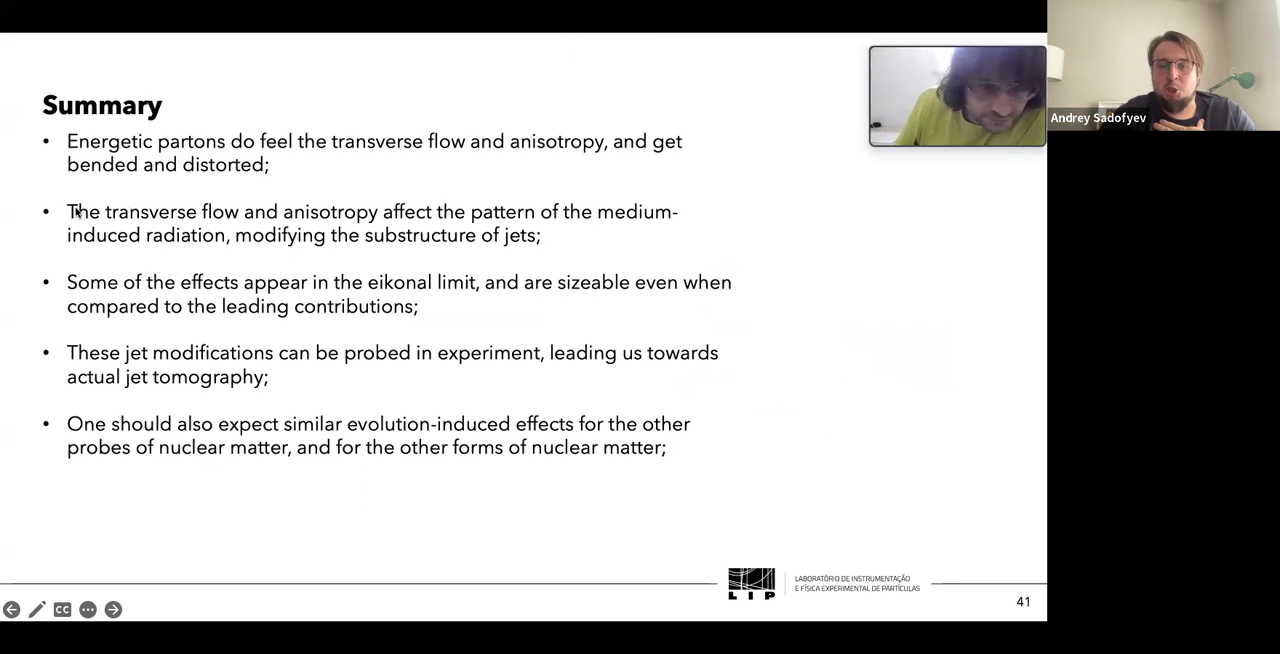 Summary
• Energetic partons do feel the transverse flow and anisotropy, and get
bended and distorted;
• The transverse flow and anisotropy affect the pattern of the medium-
induced radiation, modifying the substructure of jets;
• Some of the effects appear in the eikonal limit, and are sizeable even when
compared to the leading contributions;
• These jet modifications can be probed in experiment, leading us towards
actual jet tomography;
• One should also expect similar evolution-induced effects for the other
probes of nuclear matter, and for the other forms of nuclear matter;
Andrey Sadofyev
LIP
LABORATÓRIO DE INSTRUMENTAÇÃO
E FÍSICA EXPERIMENTAL DE PARTÍCULAS
41
CC